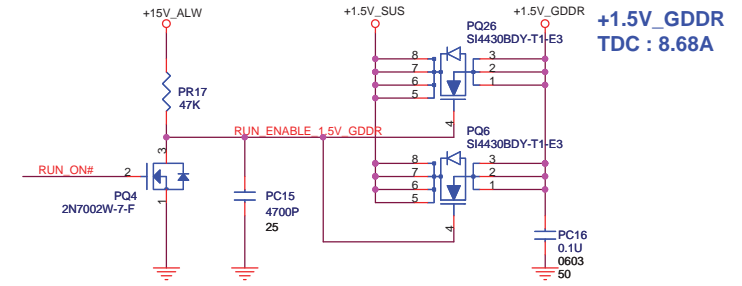 +15V_ALW
+1.5V_SUS
+1.5V_GDDR
+1.5V_GDDR
TDC : 8.68A
PQ26
SI4430BDY-T1-E3
8
7
6
5
3
2
1
4
PR17
47K
RUN_ENABLE_1.5V_GDDR
PQ6
SI4430BDY-T1-E3
8
7
6
5
3
2
1
4
RUN_ON#
2
3
1
PQ4
2N7002W-7-F
PC15
4700P
25
PC16
0.1U
0603
50